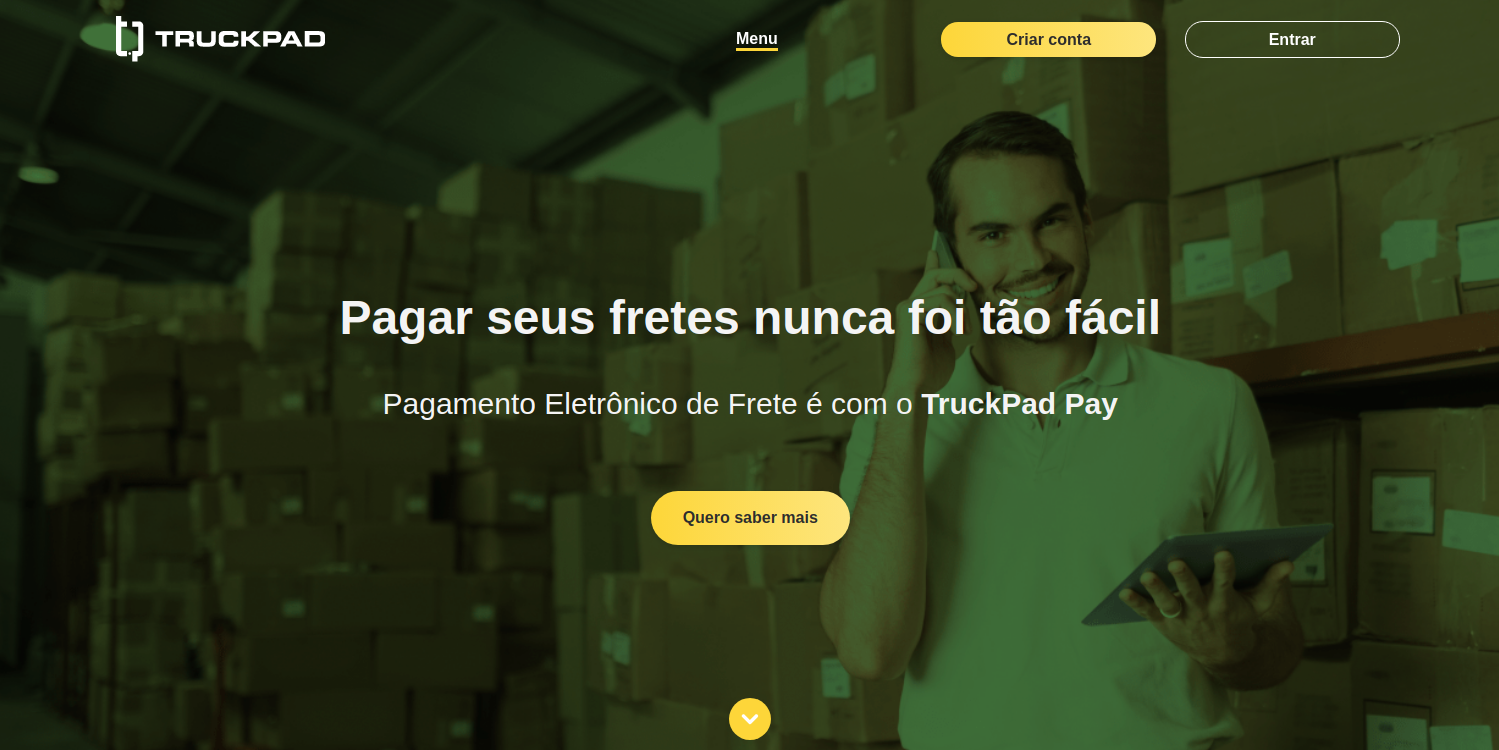 TRUCKPAD
Menu
Criar conta
Entrar
Pagar seus fretes nunca foi tão fácil
Pagamento Eletrônico de Frete é com o TruckPad Pay
Quero saber mais